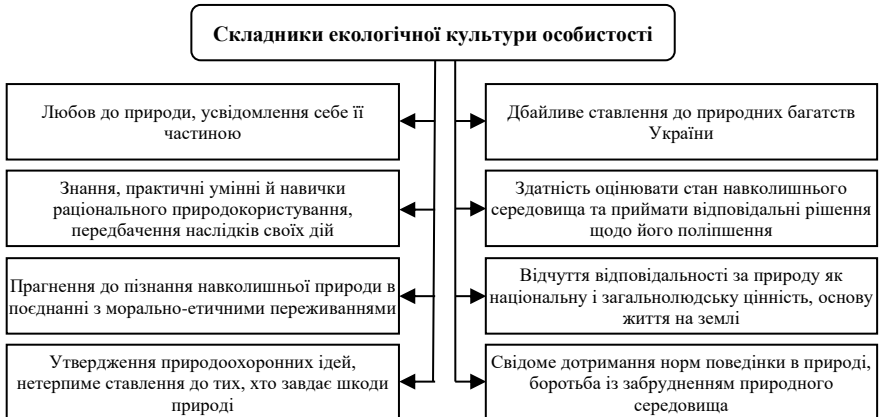 Складники екологічної культури особистості
Любов до природи, усвідомлення себе її
частиною
Дбайливе ставлення до природних багатств
України
Знання, практичні умінні й навички
раціонального природокористування,
передбачення наслідків своїх дій
Здатність оцінювати стан навколишнього
середовища та приймати відповідальні рішення
щодо його поліпшення
Прагнення до пізнання навколишньої природи в
поєднанні з морально-етичними переживаннями
Відчуття відповідальності за природу як
національну і загальнолюдську цінність, основу
життя на землі
Утвердження природоохоронних ідей,
нетерпиме ставлення до тих, хто завдає шкоди
природі
Свідоме дотримання норм поведінки в природі,
боротьба із забрудненням природного
середовища